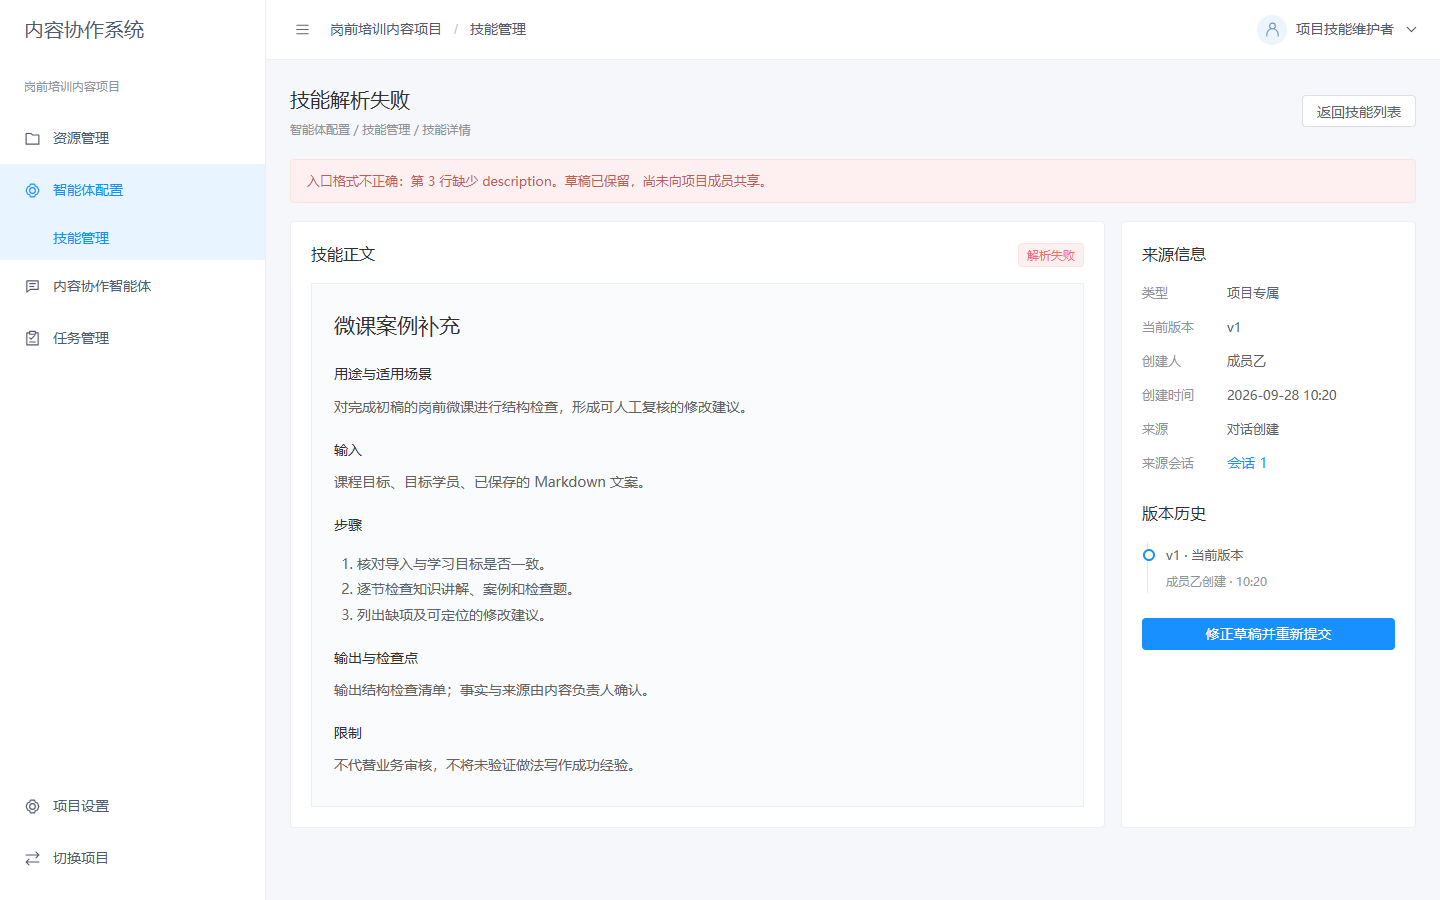 内容协作系统
岗前培训内容项目
资源管理
智能体配置
技能管理
内容协作智能体
任务管理
项目设置
切换项目
岗前培训内容项目 / 技能管理
项目技能维护者
技能解析失败
智能体配置 / 技能管理 / 技能详情
返回技能列表
入口格式不正确：第 3 行缺少 description。草稿已保留，尚未向项目成员共享。
技能正文
解析失败
微课案例补充
用途与适用场景
对完成初稿的岗前微课进行结构检查，形成可人工复核的修改建议。
输入
课程目标、目标学员、已保存的 Markdown 文案。
步骤
1. 核对导入与学习目标是否一致。
2. 逐节检查知识讲解、案例和检查题。
3. 列出缺项及可定位的修改建议。
输出与检查点
输出结构检查清单；事实与来源由内容负责人确认。
限制
不代替业务审核，不将未验证做法写作成功经验。
来源信息
类型 项目专属
当前版本 v1
创建人 成员乙
创建时间 2026-09-28 10:20
来源 对话创建
来源会话 会话 1
版本历史
v1 · 当前版本
成员乙创建 · 10:20
修正草稿并重新提交